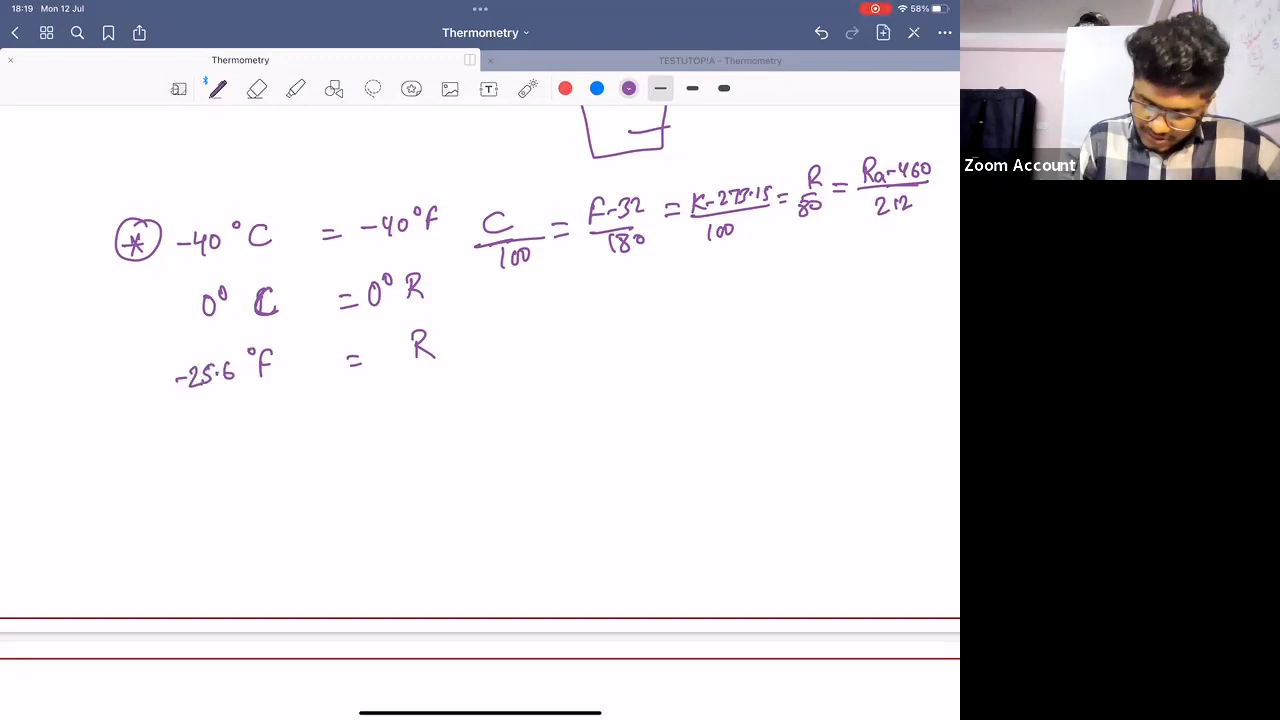 18:19 Mon 12 Jul
58%
Thermometry
Thermometry
TESTUTOP!A - Thermometry
T
Zoom Account
* -40 °C = -40 °F
C/100 = F-32/180 = K-273.15/100 = R/80 = Ra-460/212
0° C = 0° R
-25.6 °F = R